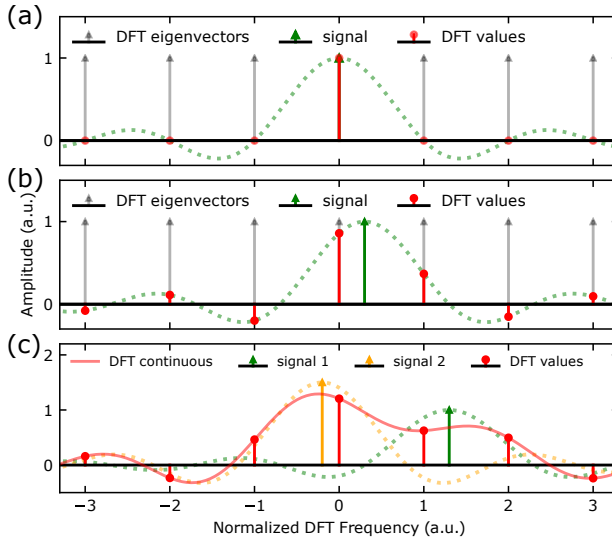 (a)
DFT eigenvectors signal DFT values
1
0
(b)
DFT eigenvectors signal DFT values
1
0
Amplitude (a.u.)
(c)
DFT continuous signal 1 signal 2 DFT values
2
1
0
−3 −2 −1 0 1 2 3
Normalized DFT Frequency (a.u.)